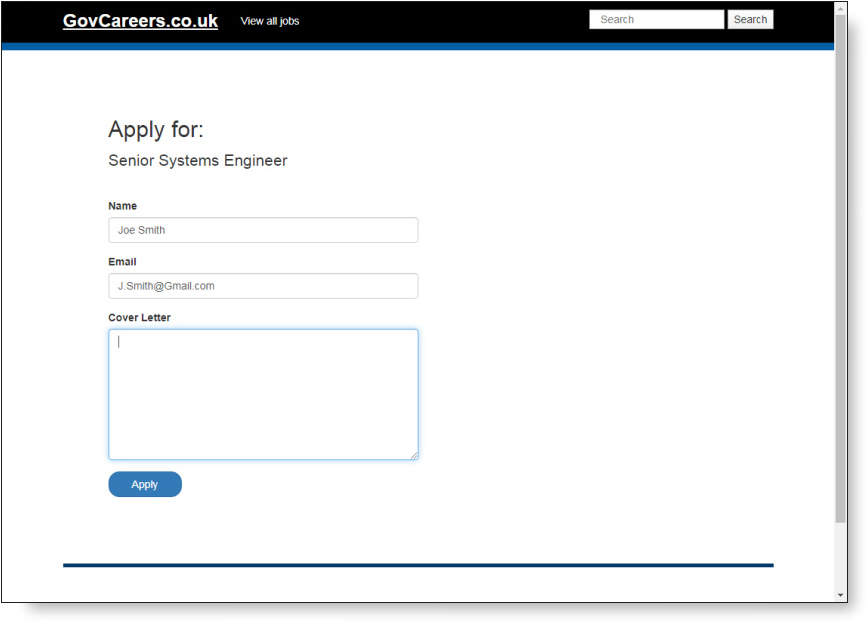 GovCareers.co.uk View all jobs Search Search
Apply for:
Senior Systems Engineer
Name
Joe Smith
Email
J.Smith@Gmail.com
Cover Letter
Apply